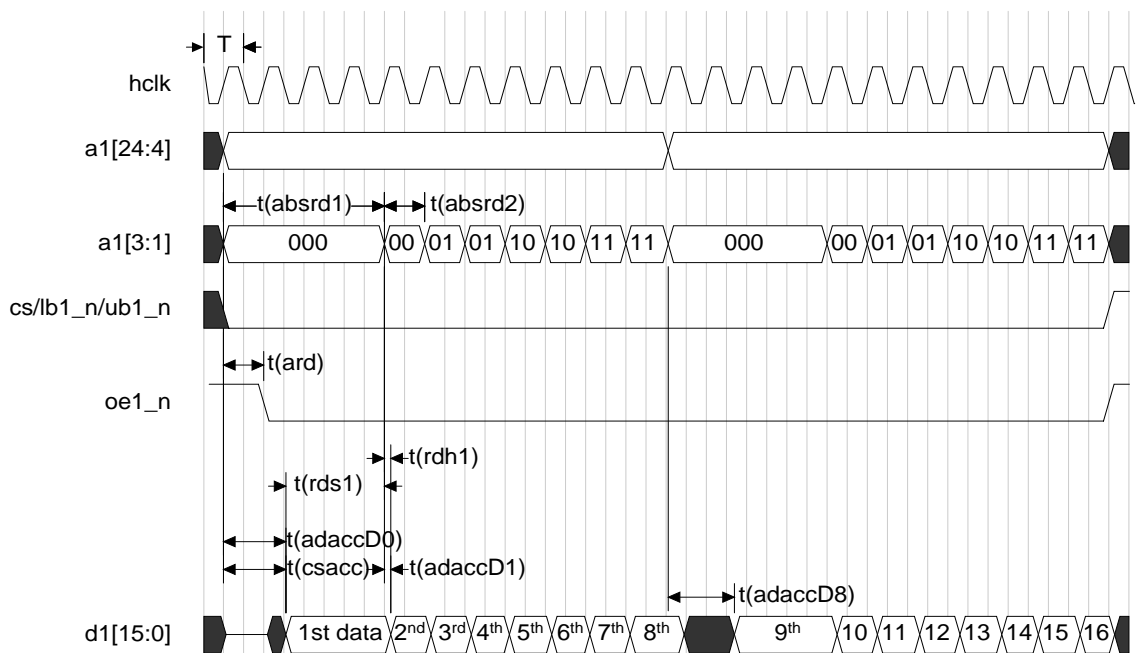 T
hclk
a1[24:4]
t(absrd1) t(absrd2)
a1[3:1] 000 00 01 01 10 10 11 11 000 00 01 01 10 10 11 11
cs/lb1_n/ub1_n
t(ard)
oe1_n
t(rdh1)
t(rds1)
t(adaccD0)
t(csacc) t(adaccD1)
t(adaccD8)
d1[15:0] 1st data 2nd 3rd 4th 5th 6th 7th 8th 9th 10 11 12 13 14 15 16